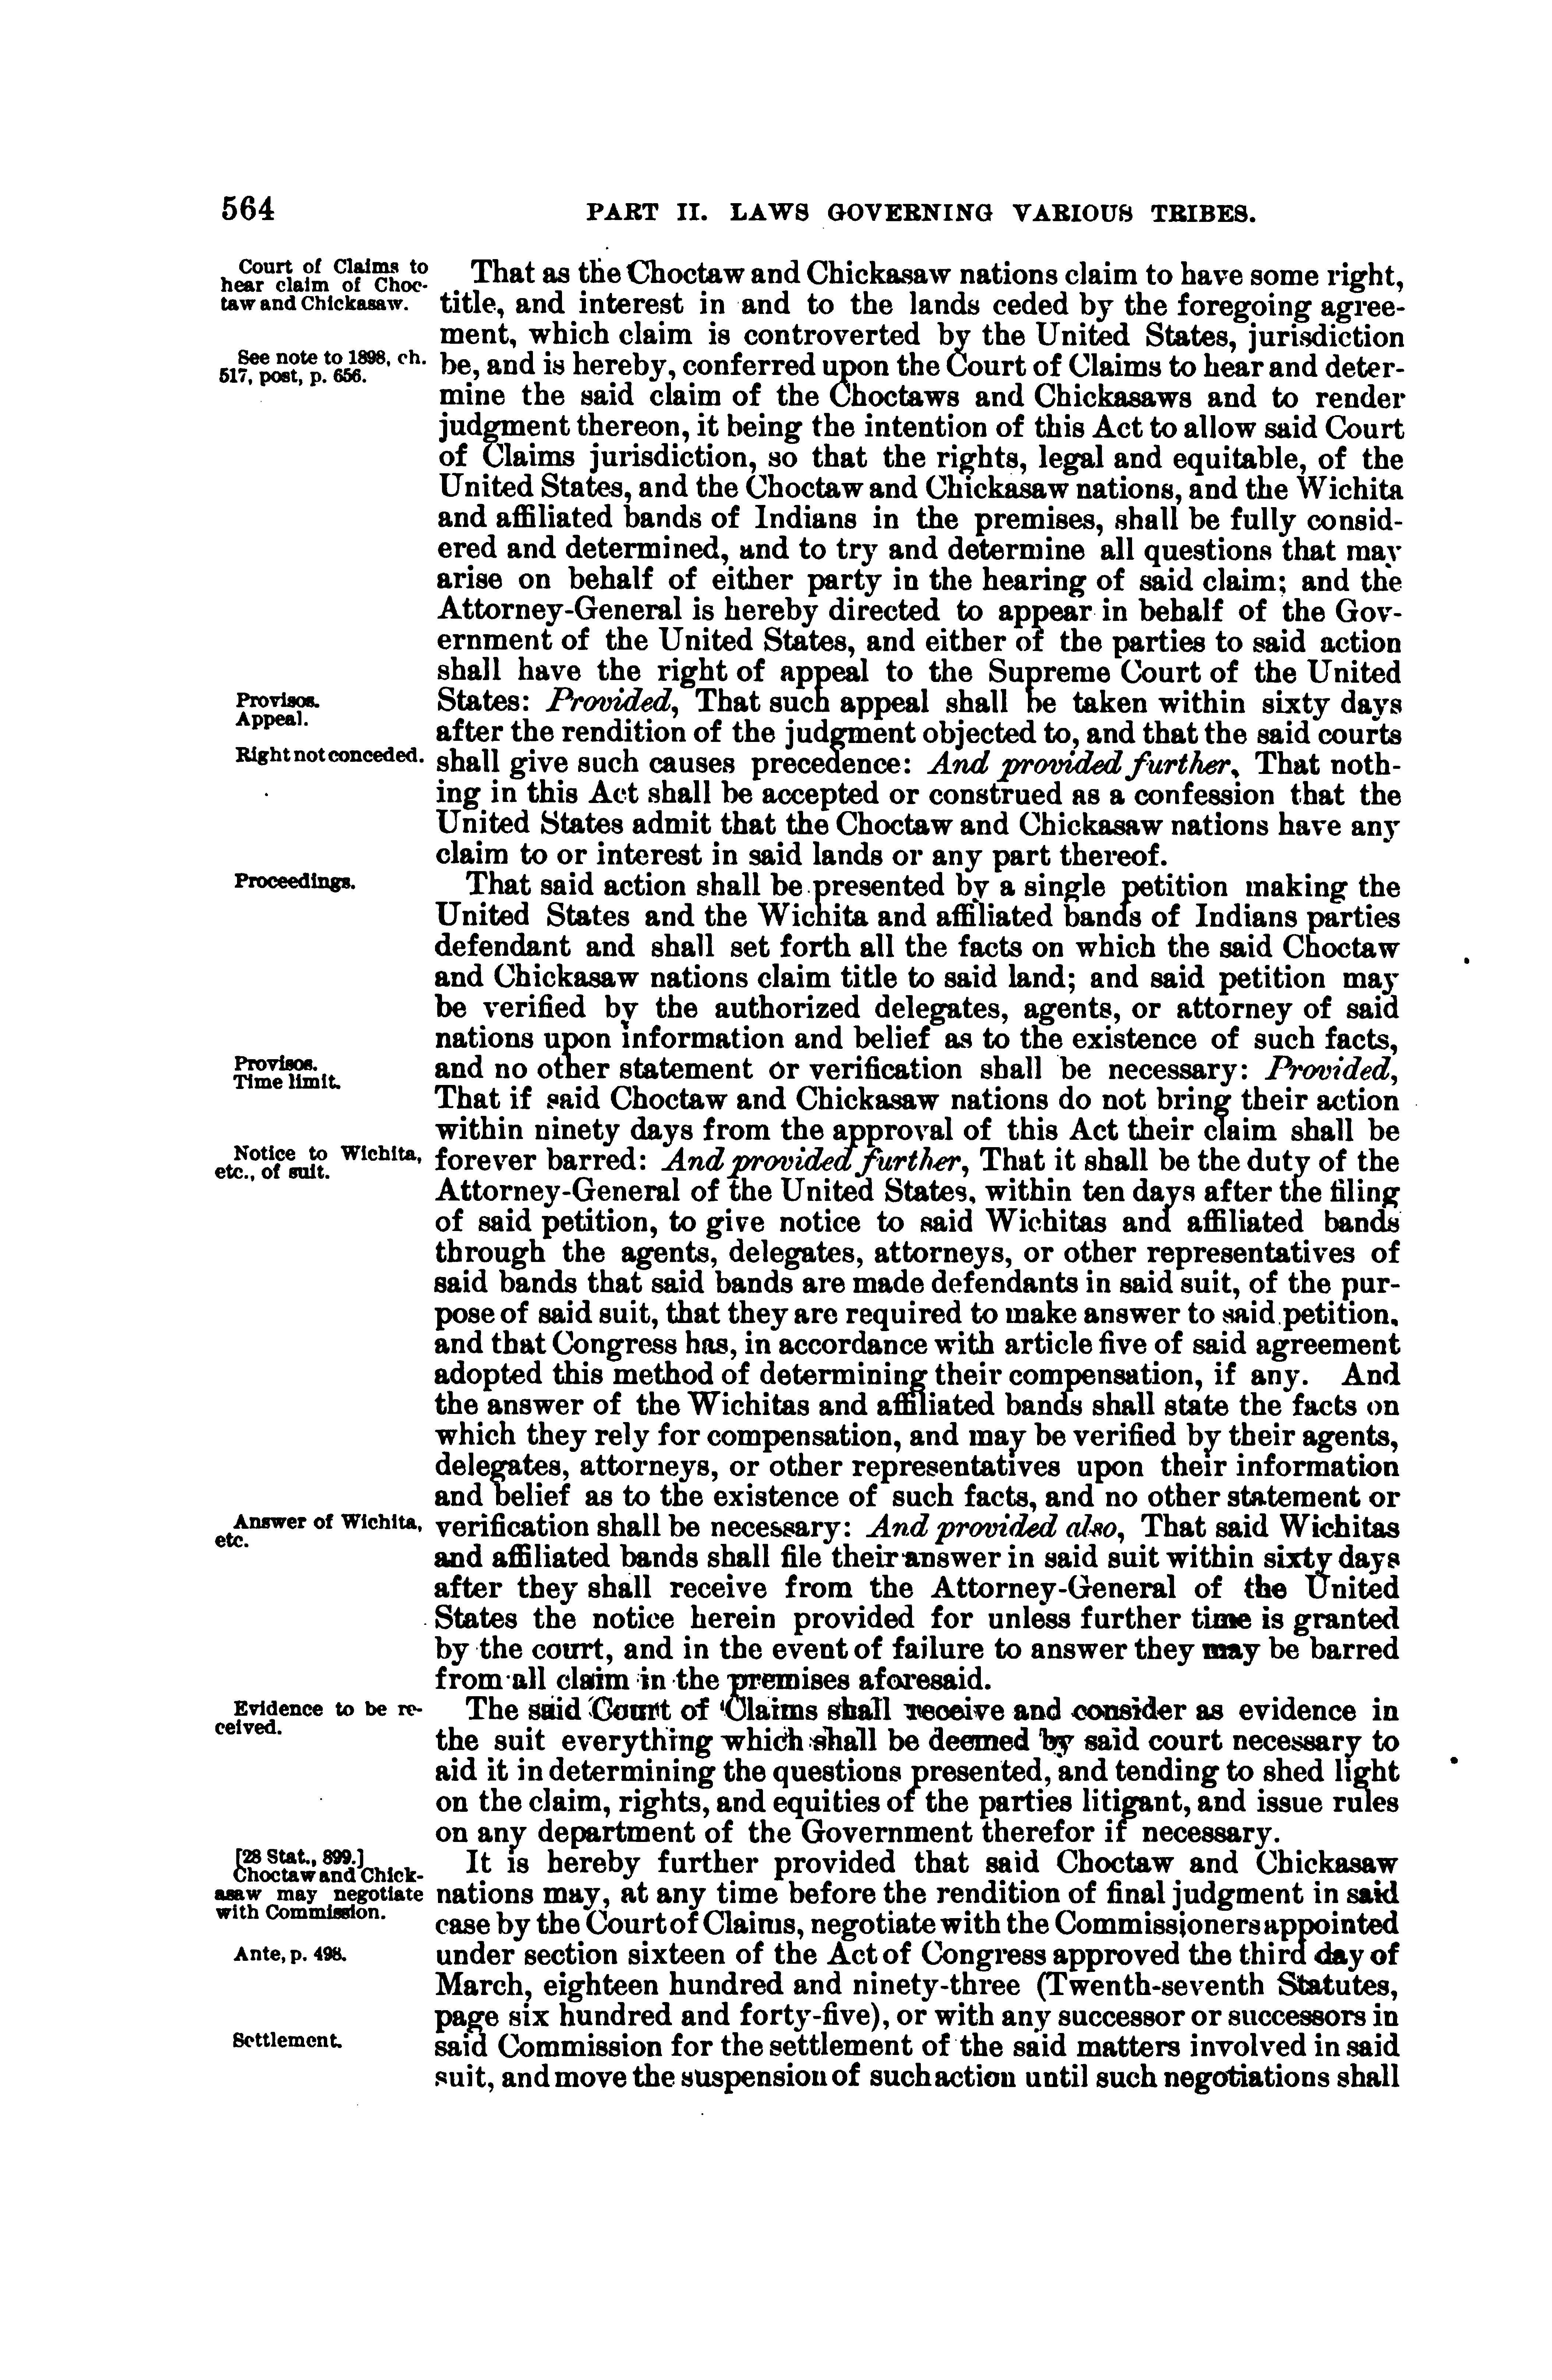 564
PART II. LAWS GOVERNING VARIOUS TRIBES.
Court of Claims to
hear claim of Choc-
taw and Chickasaw.
See note to 1898, ch.
517, post, p. 656.
That as the Choctaw and Chickasaw nations claim to have some right,
title, and interest in and to the lands ceded by the foregoing agree-
ment, which claim is controverted by the United States, jurisdiction
be, and is hereby, conferred upon the Court of Claims to hear and deter-
mine the said claim of the Choctaws and Chickasaws and to render
judgment thereon, it being the intention of this Act to allow said Court
of Claims jurisdiction, so that the rights, legal and equitable, of the
United States, and the Choctaw and Chickasaw nations, and the Wichita
and affiliated bands of Indians in the premises, shall be fully consid-
ered and determined, and to try and determine all questions that may
arise on behalf of either party in the hearing of said claim; and the
Attorney-General is hereby directed to appear in behalf of the Gov-
ernment of the United States, and either of the parties to said action
shall have the right of appeal to the Supreme Court of the United
Provisos.
Appeal.
Right not conceded.
States: Provided, That such appeal shall be taken within sixty days
after the rendition of the judgment objected to, and that the said courts
shall give such causes precedence: And provided further, That noth-
ing in this Act shall be accepted or construed as a confession that the
United States admit that the Choctaw and Chickasaw nations have any
claim to or interest in said lands or any part thereof.
Proceedings.
That said action shall be presented by a single petition making the
United States and the Wichita and affiliated bands of Indians parties
defendant and shall set forth all the facts on which the said Choctaw
and Chickasaw nations claim title to said land; and said petition may
be verified by the authorized delegates, agents, or attorney of said
nations upon information and belief as to the existence of such facts,
Provisos.
Time limit.
and no other statement or verification shall be necessary: Provided,
That if said Choctaw and Chickasaw nations do not bring their action
within ninety days from the approval of this Act their claim shall be
Notice to Wichita,
etc., of suit.
forever barred: And provided further, That it shall be the duty of the
Attorney-General of the United States, within ten days after the filing
of said petition, to give notice to said Wichitas and affiliated bands
through the agents, delegates, attorneys, or other representatives of
said bands that said bands are made defendants in said suit, of the pur-
pose of said suit, that they are required to make answer to said petition,
and that Congress has, in accordance with article five of said agreement
adopted this method of determining their compensation, if any. And
the answer of the Wichitas and affiliated bands shall state the facts on
which they rely for compensation, and may be verified by their agents,
delegates, attorneys, or other representatives upon their information
and belief as to the existence of such facts, and no other statement or
Answer of Wichita,
etc.
verification shall be necessary: And provided also, That said Wichitas
and affiliated bands shall file their answer in said suit within sixty days
after they shall receive from the Attorney-General of the United
States the notice herein provided for unless further time is granted
by the court, and in the event of failure to answer they may be barred
from all claim in the premises aforesaid.
Evidence to be re-
ceived.
The said Court of Claims shall receive and consider as evidence in
the suit everything which shall be deemed by said court necessary to
aid it in determining the questions presented, and tending to shed light
on the claim, rights, and equities of the parties litigant, and issue rules
on any department of the Government therefor if necessary.
[28 Stat., 899.]
Choctaw and Chick-
asaw may negotiate
with Commission.
Ante, p. 498.
It is hereby further provided that said Choctaw and Chickasaw
nations may, at any time before the rendition of final judgment in said
case by the Court of Claims, negotiate with the Commissioners appointed
under section sixteen of the Act of Congress approved the third day of
March, eighteen hundred and ninety-three (Twenth-seventh Statutes,
page six hundred and forty-five), or with any successor or successors in
Settlement.
said Commission for the settlement of the said matters involved in said
suit, and move the suspension of such action until such negotiations shall